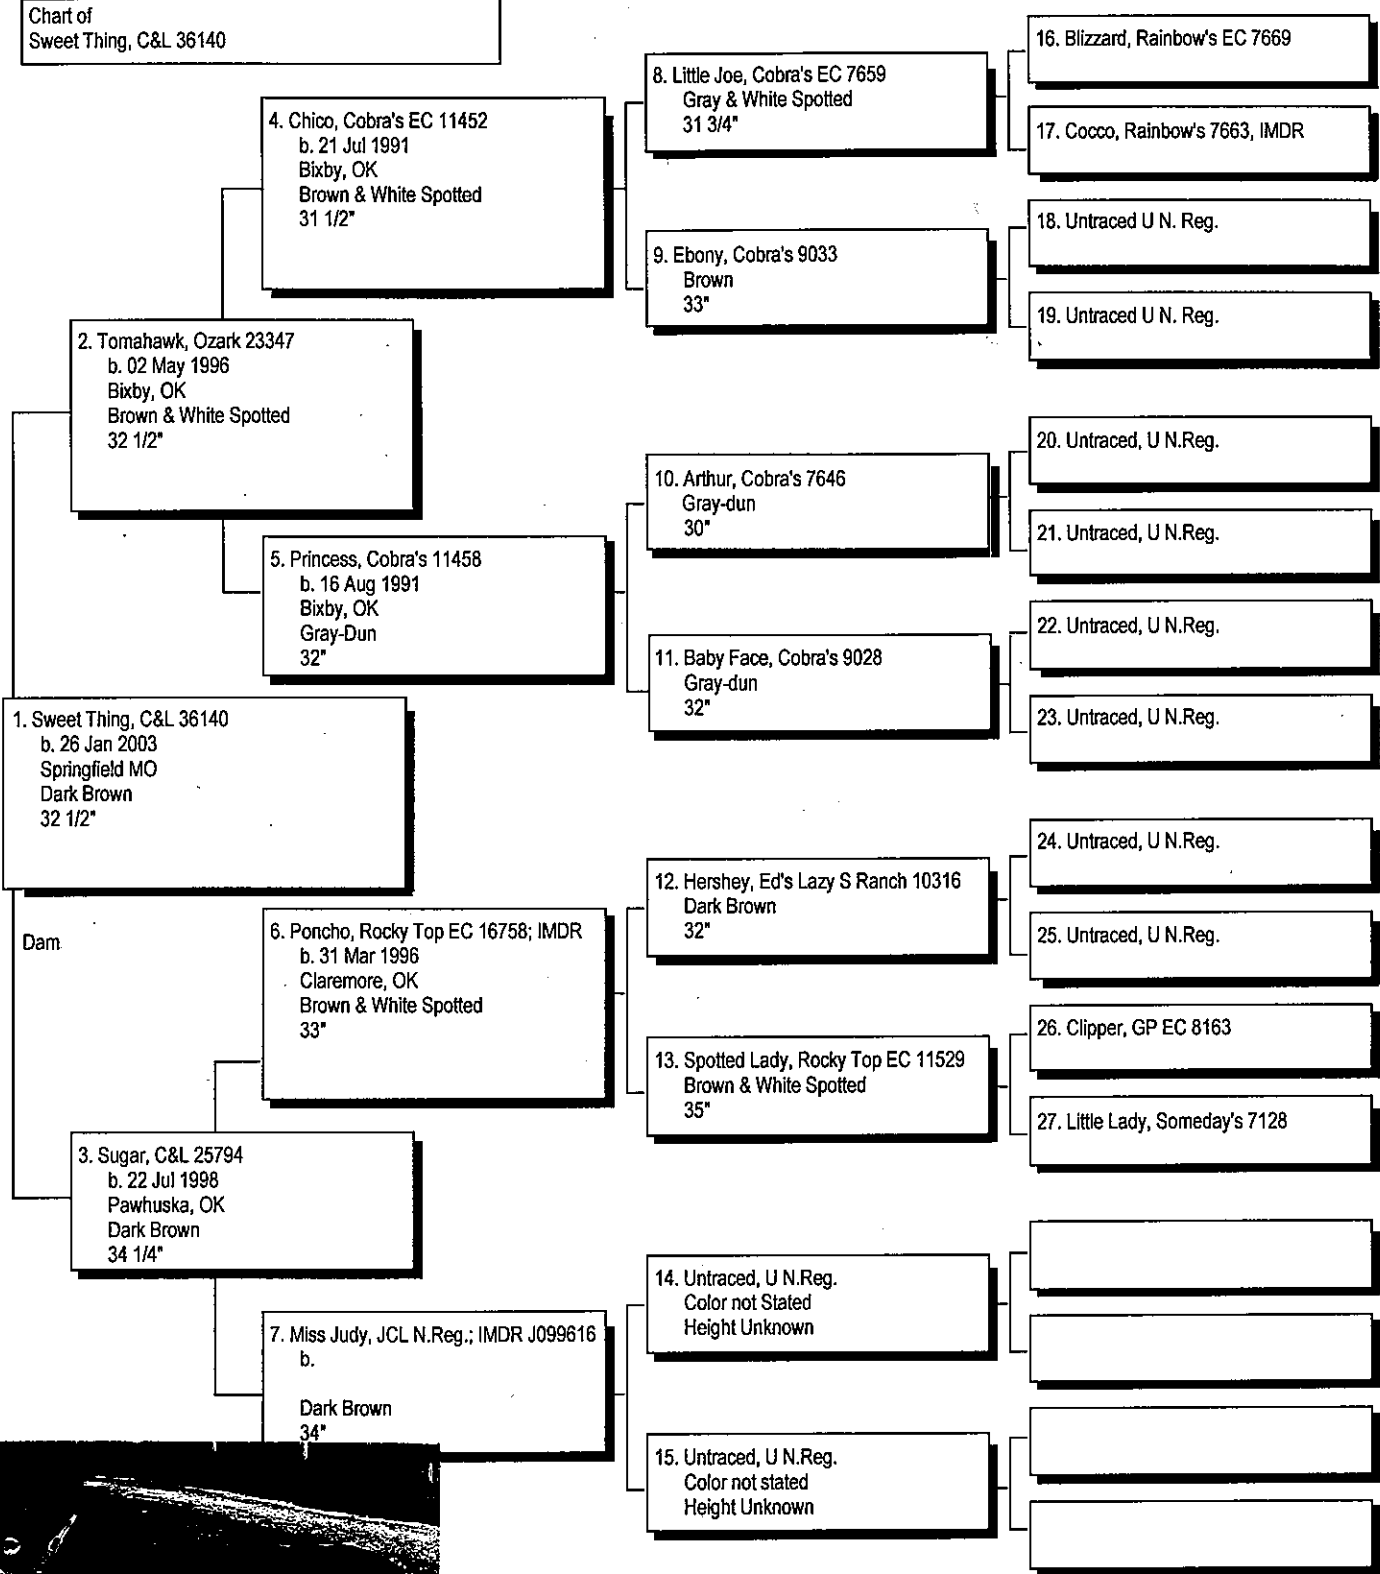 Chart of
Sweet Thing, C&L 36140
1. Sweet Thing, C&L 36140
b. 26 Jan 2003
Springfield MO
Dark Brown
32 1/2"
Dam
2. Tomahawk, Ozark 23347
b. 02 May 1996
Bixby, OK
Brown & White Spotted
32 1/2"
3. Sugar, C&L 25794
b. 22 Jul 1998
Pawhuska, OK
Dark Brown
34 1/4"
4. Chico, Cobra's EC 11452
b. 21 Jul 1991
Bixby, OK
Brown & White Spotted
31 1/2"
5. Princess, Cobra's 11458
b. 16 Aug 1991
Bixby, OK
Gray-Dun
32"
6. Poncho, Rocky Top EC 16758; IMDR
b. 31 Mar 1996
Claremore, OK
Brown & White Spotted
33"
7. Miss Judy, JCL N.Reg.; IMDR J099616
b.
Dark Brown
34"
8. Little Joe, Cobra's EC 7659
Gray & White Spotted
31 3/4"
9. Ebony, Cobra's 9033
Brown
33"
10. Arthur, Cobra's 7646
Gray-dun
30"
11. Baby Face, Cobra's 9028
Gray-dun
32"
12. Hershey, Ed's Lazy S Ranch 10316
Dark Brown
32"
13. Spotted Lady, Rocky Top EC 11529
Brown & White Spotted
35"
14. Untraced, U N.Reg.
Color not Stated
Height Unknown
15. Untraced, U N.Reg.
Color not stated
Height Unknown
16. Blizzard, Rainbow's EC 7669
17. Cocco, Rainbow's 7663, IMDR
18. Untraced U N. Reg.
19. Untraced U N. Reg.
20. Untraced, U N.Reg.
21. Untraced, U N.Reg.
22. Untraced, U N.Reg.
23. Untraced, U N.Reg.
24. Untraced, U N.Reg.
25. Untraced, U N.Reg.
26. Clipper, GP EC 8163
27. Little Lady, Someday's 7128